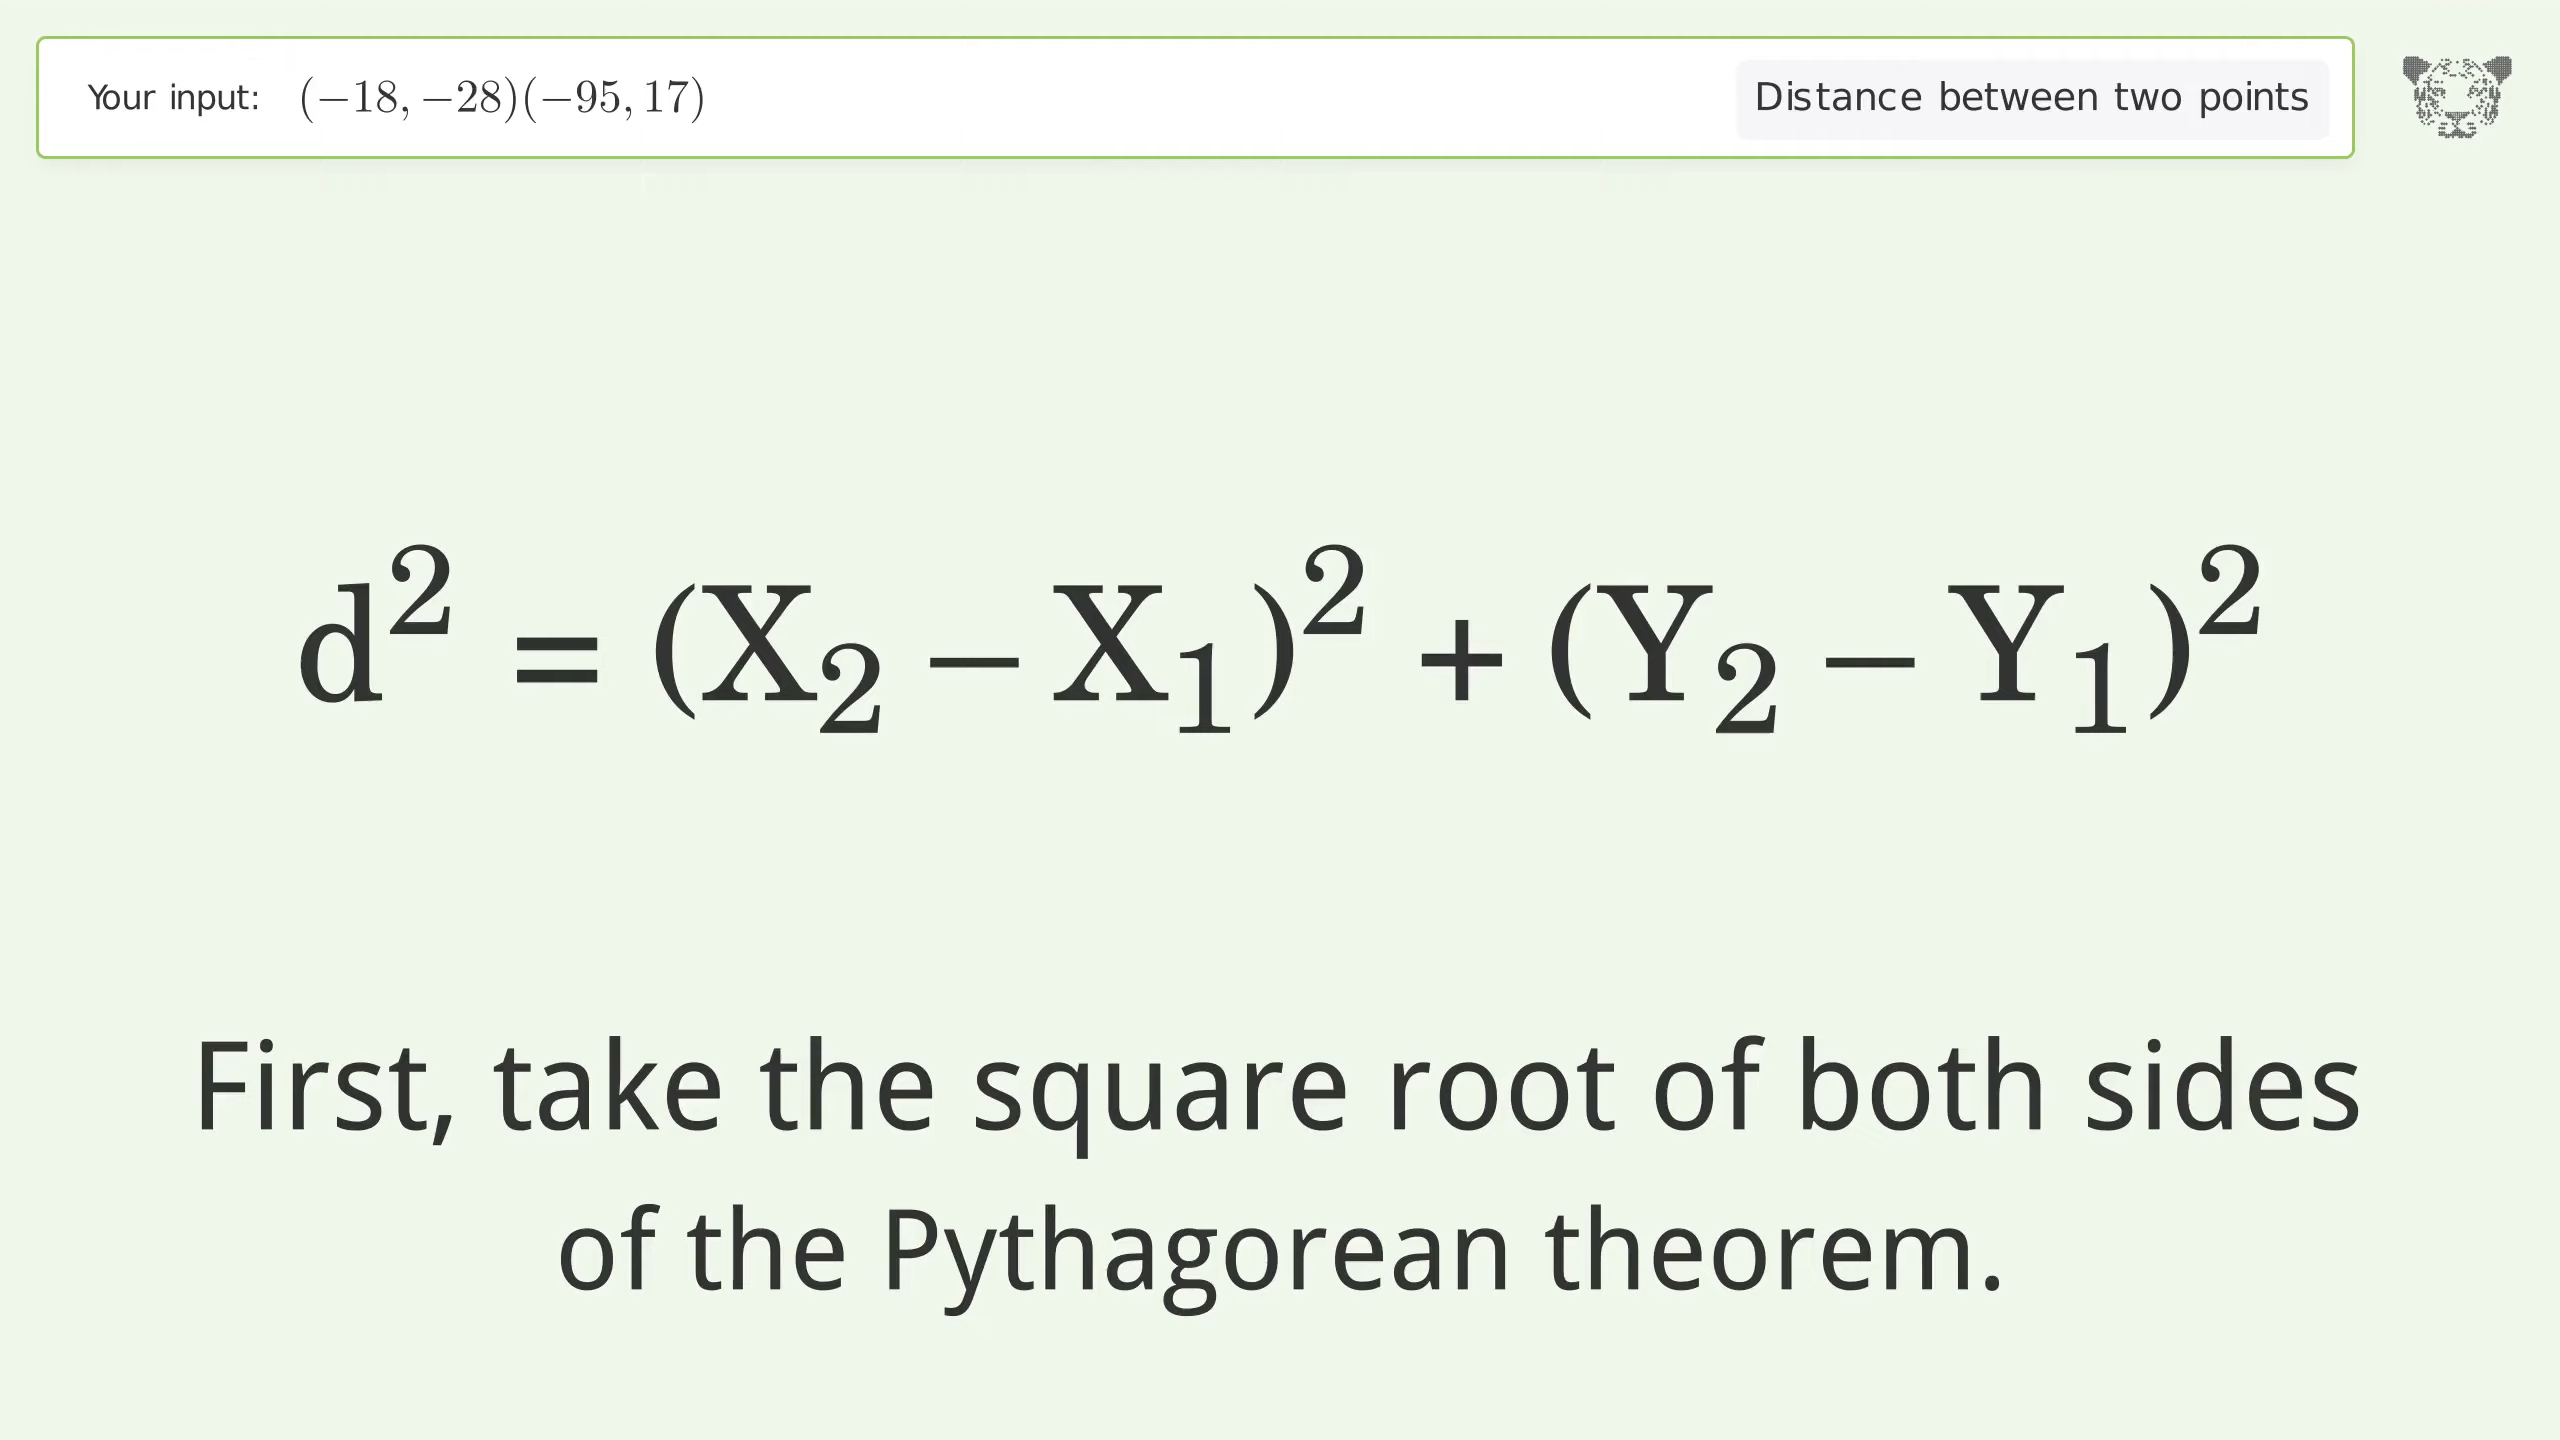 Your input: (−18, −28)(−95, 17)
Distance between two points
d² = (X₂ − X₁)² + (Y₂ − Y₁)²
First, take the square root of both sides
of the Pythagorean theorem.